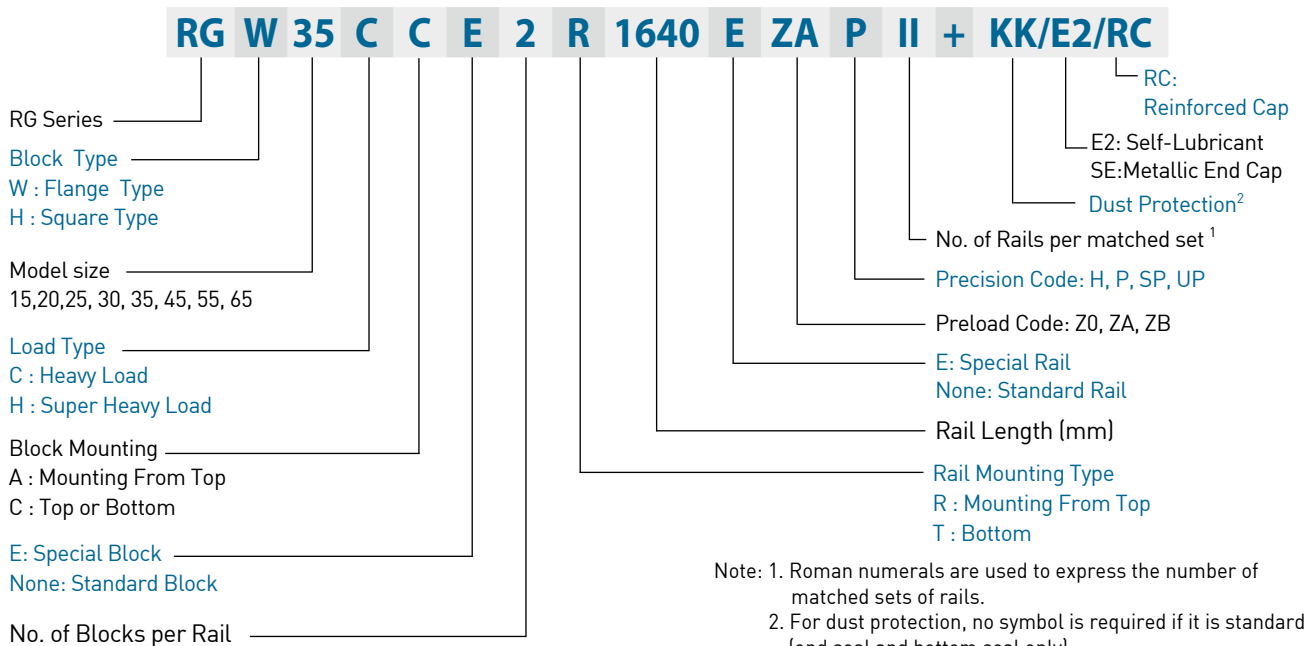 RG W 35 C C E 2 R 1640 E ZA P II + KK/E2/RC
RG Series
Block Type
W : Flange Type
H : Square Type
Model size
15,20,25, 30, 35, 45, 55, 65
Load Type
C : Heavy Load
H : Super Heavy Load
Block Mounting
A : Mounting From Top
C : Top or Bottom
E: Special Block
None: Standard Block
No. of Blocks per Rail
RC:
Reinforced Cap
E2: Self-Lubricant
SE:Metallic End Cap
Dust Protection2
No. of Rails per matched set 1
Precision Code: H, P, SP, UP
Preload Code: Z0, ZA, ZB
E: Special Rail
None: Standard Rail
Rail Length (mm)
Rail Mounting Type
R : Mounting From Top
T : Bottom
Note: 1. Roman numerals are used to express the number of
matched sets of rails.
2. For dust protection, no symbol is required if it is standard
(end seal and bottom seal only)